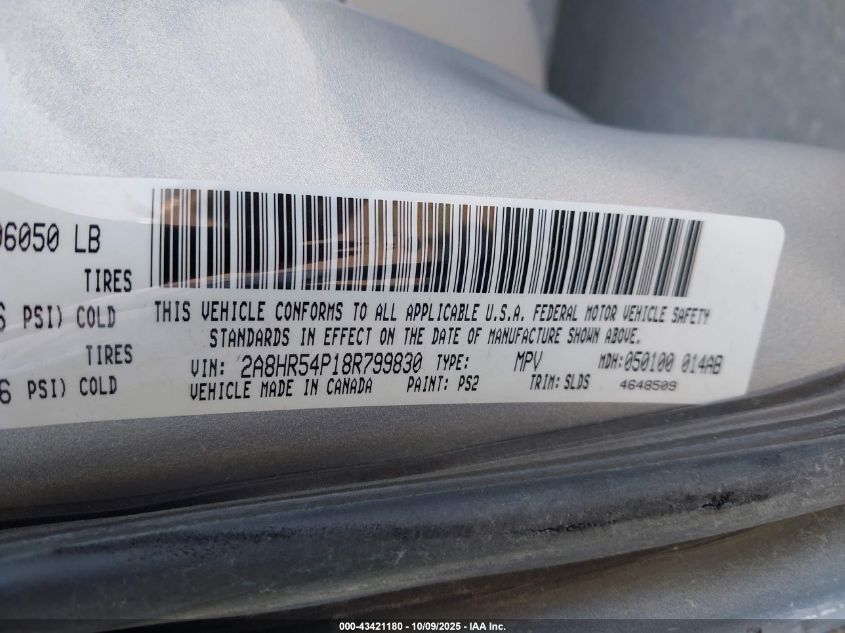 06050 LB
TIRES
PSI) COLD
TIRES
PSI) COLD
THIS VEHICLE CONFORMS TO ALL APPLICABLE U.S.A. FEDERAL MOTOR VEHICLE SAFETY
STANDARDS IN EFFECT ON THE DATE OF MANUFACTURE SHOWN ABOVE.
VIN: 2A8HR54P18R799830 TYPE: MPV MDH:050100 014AB
VEHICLE MADE IN CANADA PAINT: PS2 TRIM: SLDS 4648509
000-43421180 - 10/09/2025 - IAA Inc.